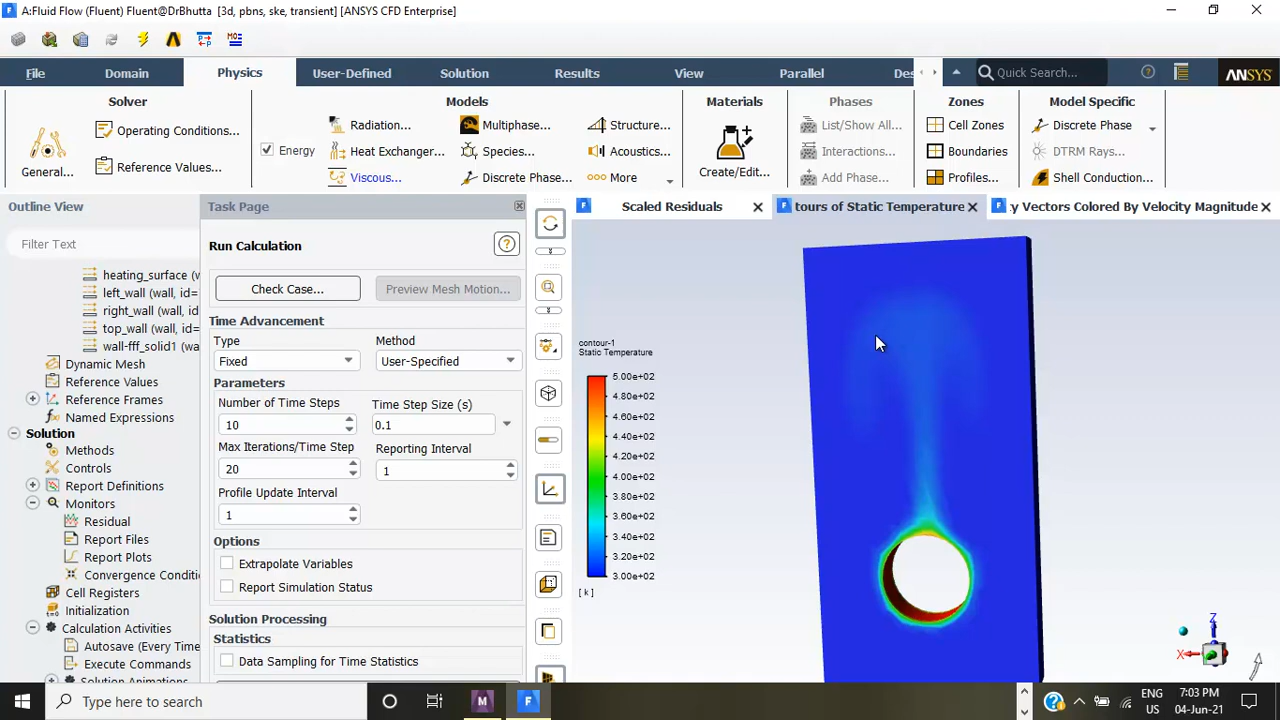 A:Fluid Flow (Fluent) Fluent@DrBhutta [3d, pbns, ske, transient] [ANSYS CFD Enterprise]
File Domain Physics User-Defined Solution Results View Parallel De Quick Search... ANSYS
Solver Models Materials Phases Zones Model Specific
General...
Operating Conditions...
Reference Values...
Energy
Radiation...
Heat Exchanger...
Viscous...
Multiphase...
Species...
Discrete Phase...
Structure...
Acoustics...
More
Create/Edit...
List/Show All...
Interactions...
Add Phase...
Cell Zones
Boundaries
Profiles...
Discrete Phase
DTRM Rays...
Shell Conduction...
Outline View
Filter Text
heating_surface (w
left_wall (wall, id=
right_wall (wall, id
top_wall (wall, id=
wall-fff_solid1 (wa
Dynamic Mesh
Reference Values
Reference Frames
Named Expressions
Solution
Methods
Controls
Report Definitions
Monitors
Residual
Report Files
Report Plots
Convergence Conditi
Cell Registers
Initialization
Calculation Activities
Autosave (Every Time
Execute Commands
Solution Animations
Task Page
Run Calculation
Check Case... Preview Mesh Motion...
Time Advancement
Type Method
Fixed User-Specified
Parameters
Number of Time Steps Time Step Size (s)
10 0.1
Max Iterations/Time Step Reporting Interval
20 1
Profile Update Interval
1
Options
Extrapolate Variables
Report Simulation Status
Solution Processing
Statistics
Data Sampling for Time Statistics
Scaled Residuals tours of Static Temperature y Vectors Colored By Velocity Magnitude
contour-1
Static Temperature
5.00e+02
4.80e+02
4.60e+02
4.40e+02
4.20e+02
4.00e+02
3.80e+02
3.60e+02
3.40e+02
3.20e+02
3.00e+02
[ k ]
Z
X
Type here to search
ENG
US
7:03 PM
04-Jun-21